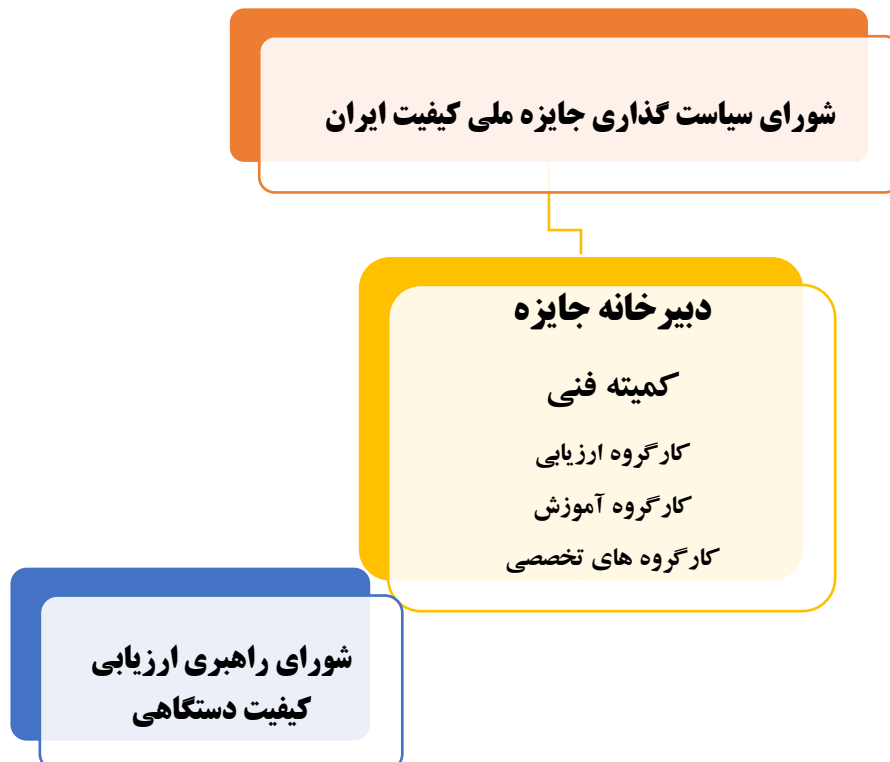 شورای سیاست گذاری جایزه ملی کیفیت ایران
دبیرخانه جایزه
کمیته فنی
کارگروه ارزیابی
کارگروه آموزش
کارگروه های تخصصی
شورای راهبری ارزیابی
کیفیت دستگاهی